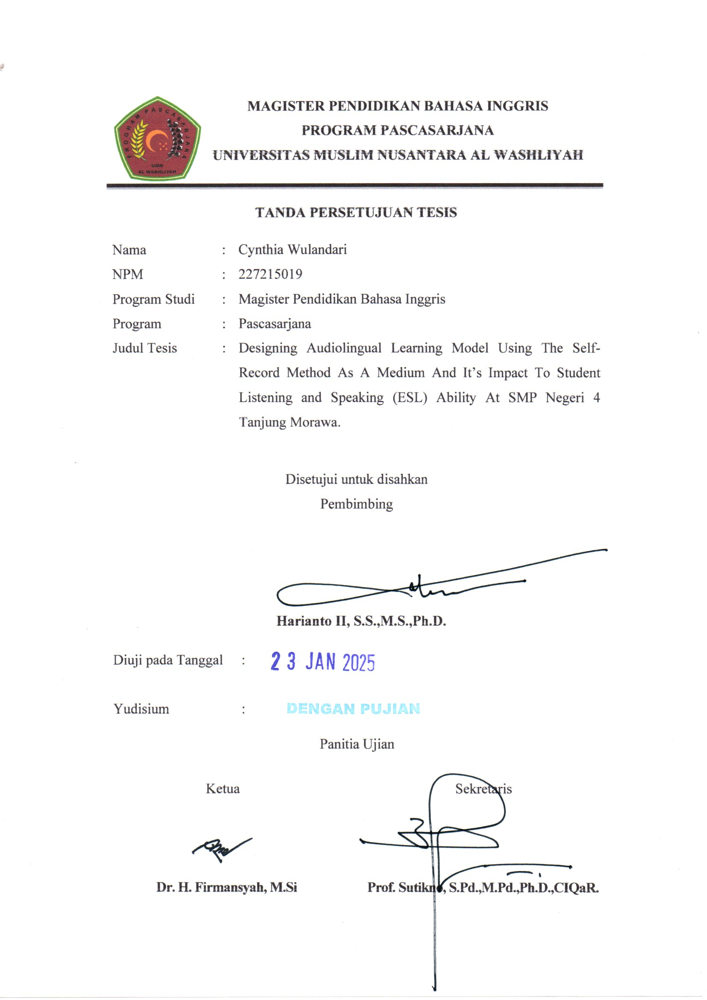 PROGRAM PASCASARJANA
UMN
AL WASHLIYAH
MAGISTER PENDIDIKAN BAHASA INGGRIS
PROGRAM PASCASARJANA
UNIVERSITAS MUSLIM NUSANTARA AL WASHLIYAH
TANDA PERSETUJUAN TESIS
Nama : Cynthia Wulandari
NPM : 227215019
Program Studi : Magister Pendidikan Bahasa Inggris
Program : Pascasarjana
Judul Tesis : Designing Audiolingual Learning Model Using The Self-
Record Method As A Medium And It's Impact To Student
Listening and Speaking (ESL) Ability At SMP Negeri 4
Tanjung Morawa.
Disetujui untuk disahkan
Pembimbing
Harianto II, S.S.,M.S.,Ph.D.
Diuji pada Tanggal : 23 JAN 2025
Yudisium : DENGAN PUJIAN
Panitia Ujian
Ketua Sekretaris
Dr. H. Firmansyah, M.Si Prof. Sutikno, S.Pd.,M.Pd.,Ph.D.,CIQaR.